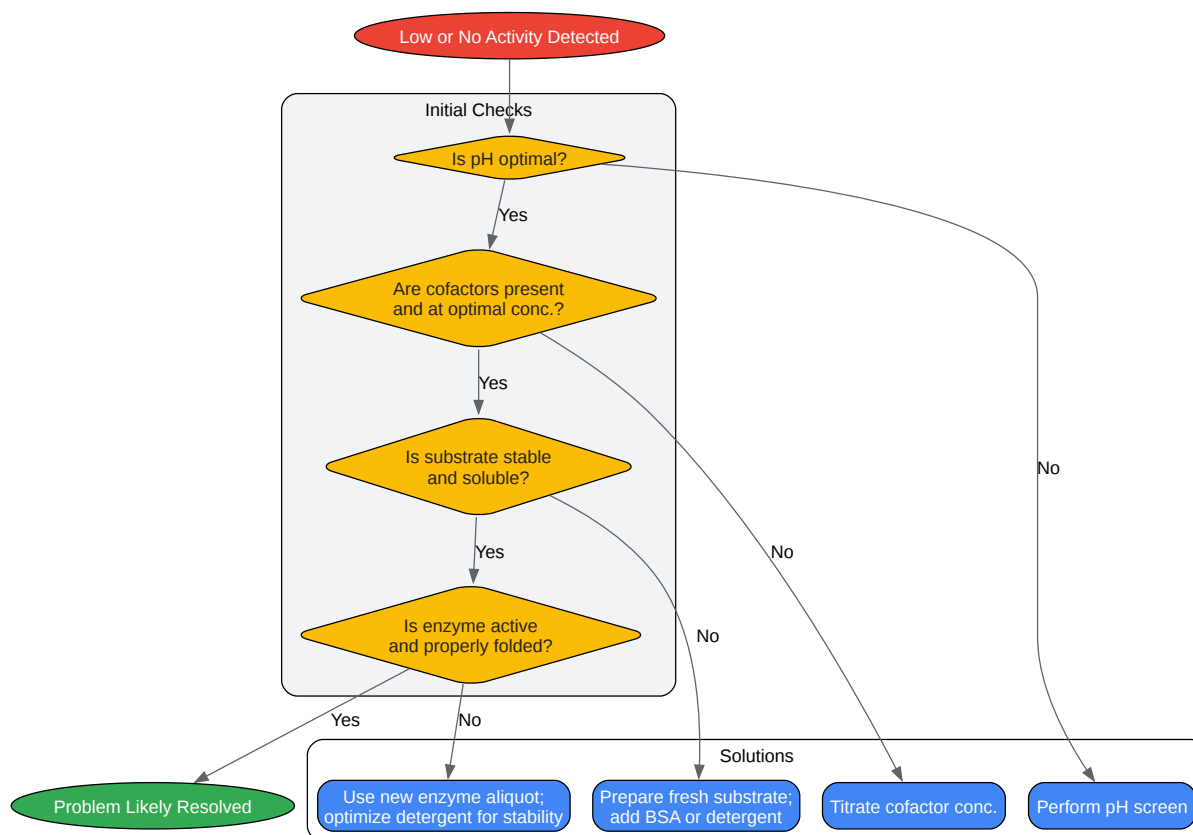 Low or No Activity Detected
Initial Checks
Is pH optimal?
Yes
Are cofactors present
and at optimal conc.?
Yes
No
Is substrate stable
and soluble?
Yes
No
Is enzyme active
and properly folded?
No
Yes
No
Solutions
Problem Likely Resolved
Use new enzyme aliquot;
optimize detergent for stability
Prepare fresh substrate;
add BSA or detergent
Titrate cofactor conc.
Perform pH screen